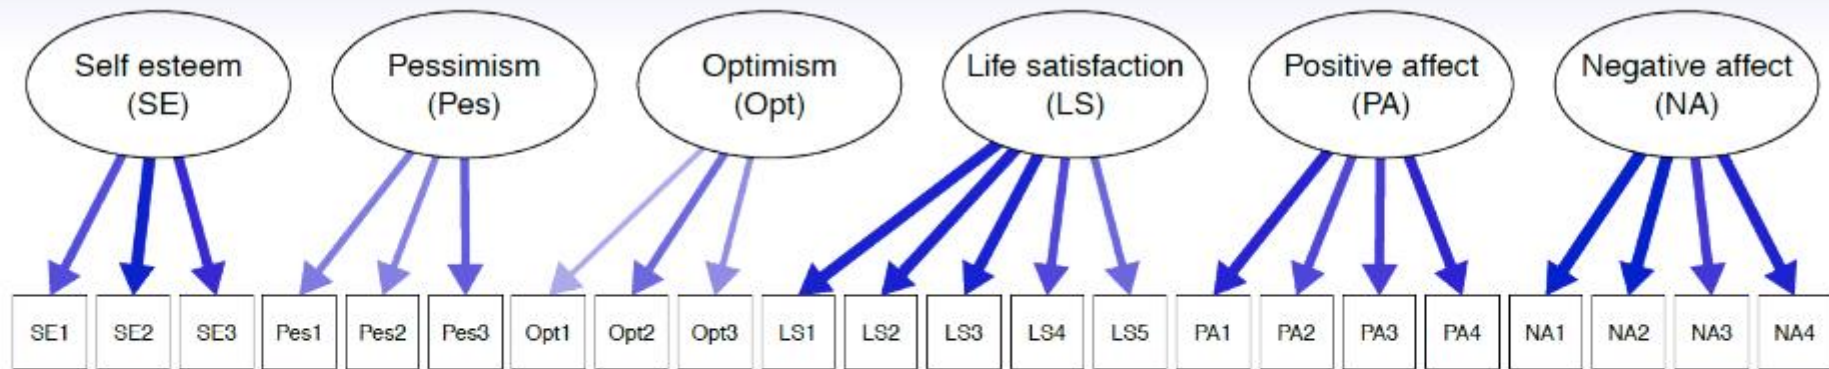 Self esteem
(SE)
Pessimism
(Pes)
Optimism
(Opt)
Life satisfaction
(LS)
Positive affect
(PA)
Negative affect
(NA)
SE1 SE2 SE3 Pes1 Pes2 Pes3 Opt1 Opt2 Opt3 LS1 LS2 LS3 LS4 LS5 PA1 PA2 PA3 PA4 NA1 NA2 NA3 NA4